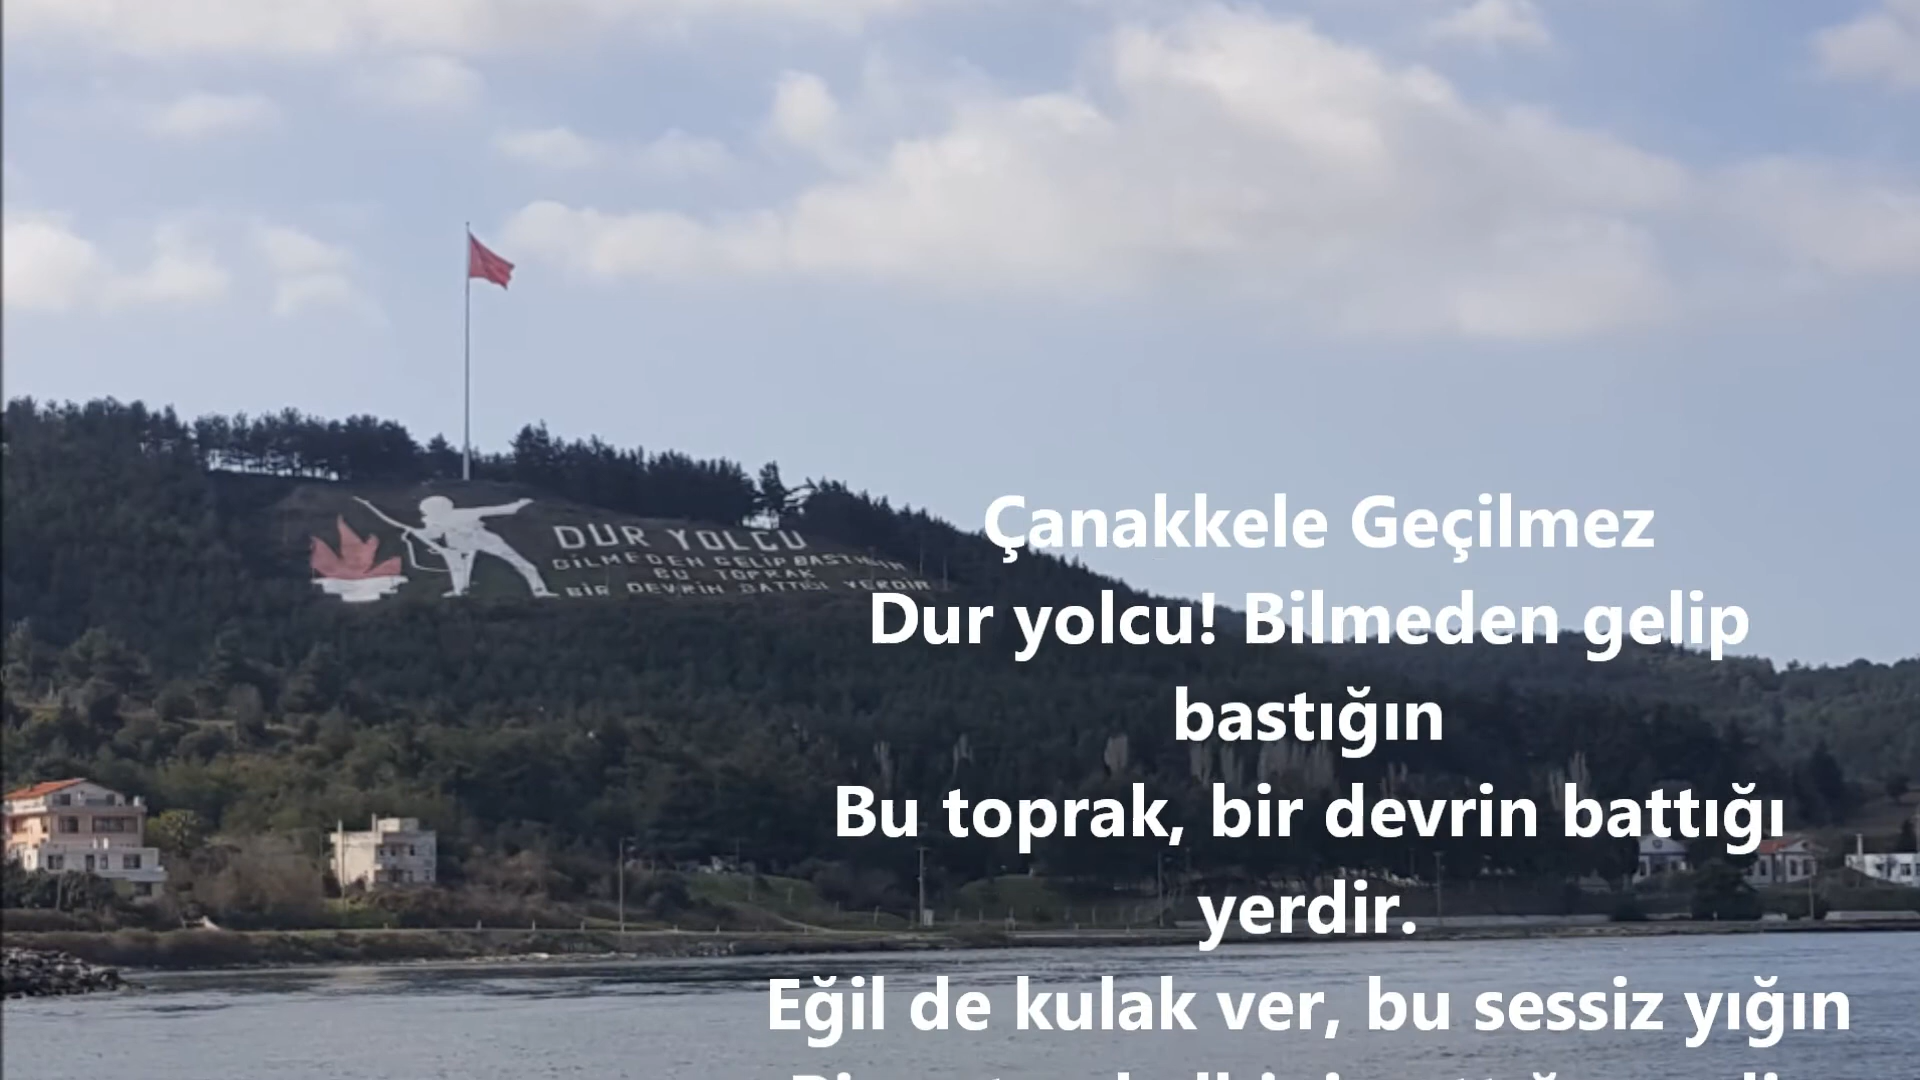 DUR YOLCU
BİLMEDEN GELİP BASTIĞIN
BU TOPRAK
BİR DEVRİN BATTIĞI YERDİR
Çanakkele Geçilmez
Dur yolcu! Bilmeden gelip
bastığın
Bu toprak, bir devrin battığı
yerdir.
Eğil de kulak ver, bu sessiz yığın